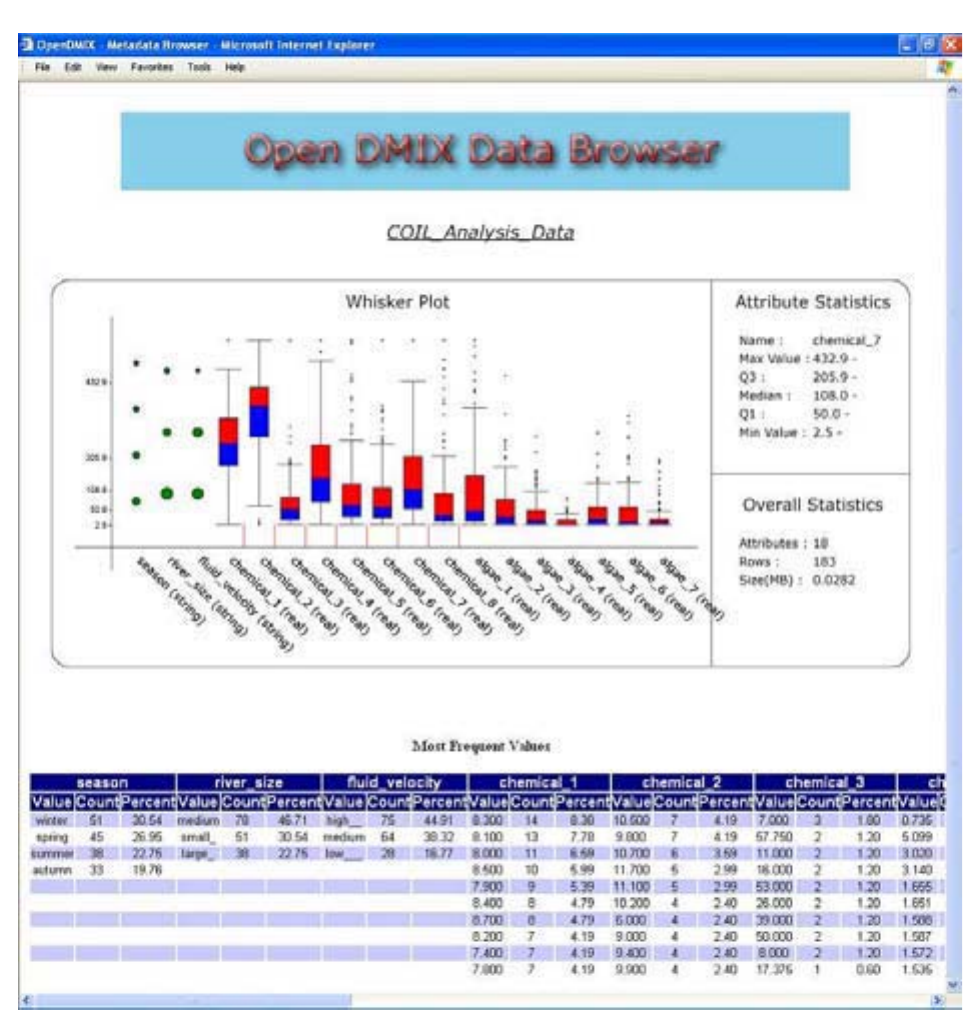 OpenDMIX - Metadata Browser - Microsoft Internet Explorer
File Edit View Favorites Tools Help
Open DMIX Data Browser
COIL_Analysis_Data
Whisker Plot
432.9
205.9
108.0
50.0
2.5
season (string)
river_size (string)
fluid_velocity (string)
chemical_1 (real)
chemical_2 (real)
chemical_3 (real)
chemical_4 (real)
chemical_5 (real)
chemical_6 (real)
chemical_7 (real)
chemical_8 (real)
algae_1 (real)
algae_2 (real)
algae_3 (real)
algae_4 (real)
algae_5 (real)
algae_6 (real)
algae_7 (real)
Attribute Statistics
Name : chemical_7
Max Value : 432.9 -
Q3 : 205.9 -
Median : 108.0 -
Q1 : 50.0 -
Min Value : 2.5 -
Overall Statistics
Attributes : 18
Rows : 183
Size(MB) : 0.0282
Most Frequent Values
season river_size fluid_velocity chemical_1 chemical_2 chemical_3 ch
Value Count Percent Value Count Percent Value Count Percent Value Count Percent Value Count Percent Value Count Percent Value
winter 51 30.54 medium 78 46.71 high__ 75 44.91 8.300 14 8.38 10.500 7 4.19 7.000 3 1.80 0.735
spring 45 26.95 small_ 51 30.54 medium 64 38.32 8.100 13 7.78 9.800 7 4.19 57.750 2 1.20 5.099
summer 38 22.75 large_ 38 22.75 low___ 28 16.77 8.000 11 6.59 10.700 6 3.59 11.000 2 1.20 3.020
autumn 33 19.76 8.500 10 5.99 11.700 5 2.99 16.000 2 1.20 3.140
7.900 9 5.39 11.100 5 2.99 53.000 2 1.20 1.665
8.400 8 4.79 10.200 4 2.40 26.000 2 1.20 1.651
8.700 8 4.79 6.000 4 2.40 39.000 2 1.20 1.588
8.200 7 4.19 9.000 4 2.40 50.000 2 1.20 1.587
7.400 7 4.19 9.400 4 2.40 8.000 2 1.20 1.572
7.800 7 4.19 9.900 4 2.40 17.375 1 0.60 1.535